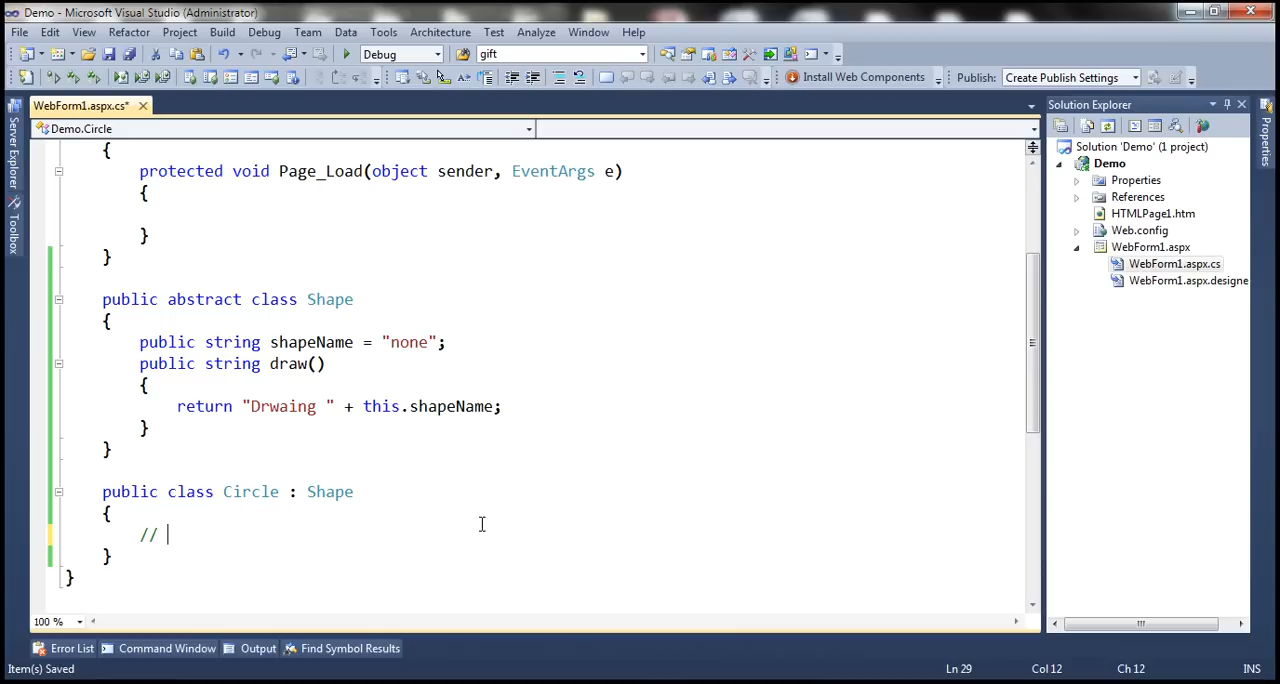 Demo - Microsoft Visual Studio (Administrator)
File Edit View Refactor Project Build Debug Team Data Tools Architecture Test Analyze Window Help
Debug gift
Install Web Components Publish: Create Publish Settings
WebForm1.aspx.cs* Solution Explorer
Demo.Circle
Server Explorer
Toolbox
Properties
{
protected void Page_Load(object sender, EventArgs e)
{
}
}
public abstract class Shape
{
public string shapeName = "none";
public string draw()
{
return "Drwaing " + this.shapeName;
}
}
public class Circle : Shape
{
//
}
}
Solution 'Demo' (1 project)
Demo
Properties
References
HTMLPage1.htm
Web.config
WebForm1.aspx
WebForm1.aspx.cs
WebForm1.aspx.designe
100 %
Error List Command Window Output Find Symbol Results
Item(s) Saved Ln 29 Col 12 Ch 12 INS